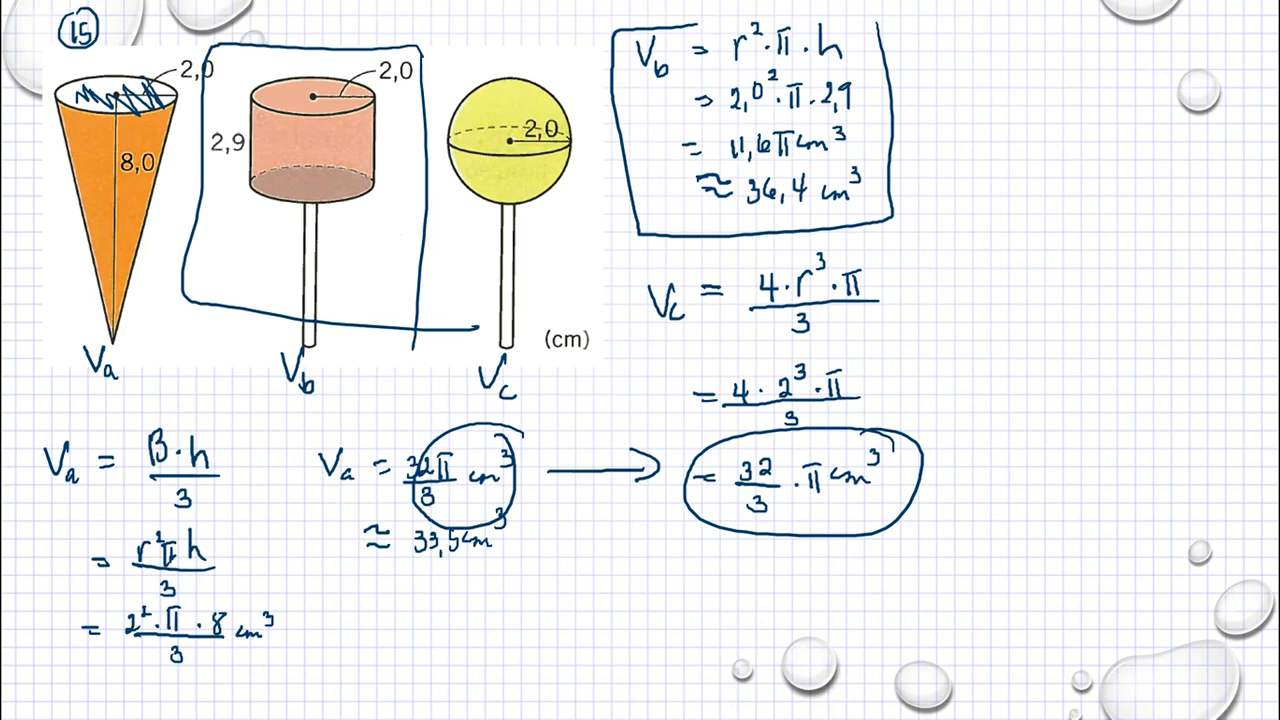 15
2,0
8,0
2,0
2,9
2,0
(cm)
Va
Vb
Vc
Vb = r²·π·h
= 2,0²·π·2,9
= 11,6π cm³
≈ 36,4 cm³
Vc = 4·r³·π / 3
= 4·2³·π / 3
= 32/3 · π cm³
Va = B·h / 3
= r²πh / 3
= 2²·π·8 / 3 cm³
Va = 32π / 3 cm³
≈ 33,5 cm³